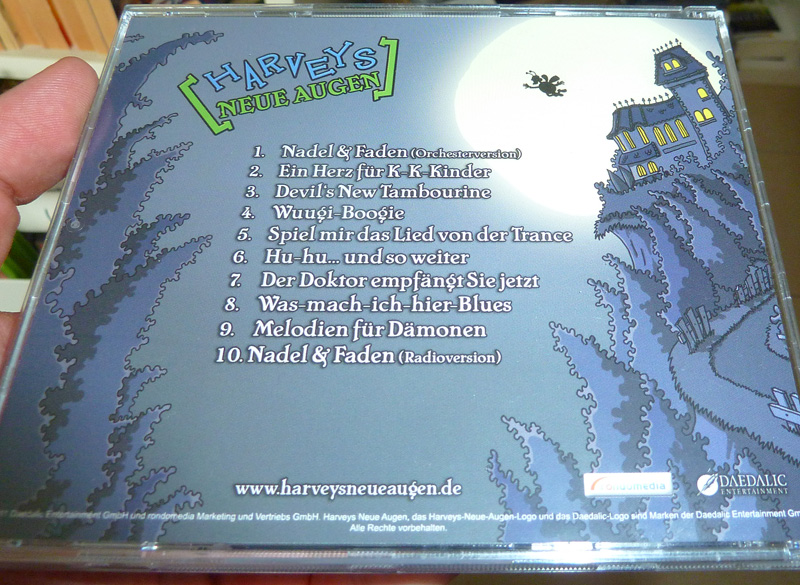 HARVEYS
NEUE AUGEN
1. Nadel & Faden (Orchesterversion)
2. Ein Herz für K-K-Kinder
3. Devil's New Tambourine
4. Wuugi-Boogie
5. Spiel mir das Lied von der Trance
6. Hu-hu... und so weiter
7. Der Doktor empfängt Sie jetzt
8. Was-mach-ich-hier-Blues
9. Melodien für Dämonen
10. Nadel & Faden (Radioversion)
www.harveysneueaugen.de
rondomedia
DAEDALIC
ENTERTAINMENT
Daedalic Entertainment GmbH und rondomedia Marketing und Vertriebs GmbH. Harveys Neue Augen, das Harveys-Neue-Augen-Logo und das Daedalic-Logo sind Marken der Daedalic Entertainment
Alle Rechte vorbehalten.